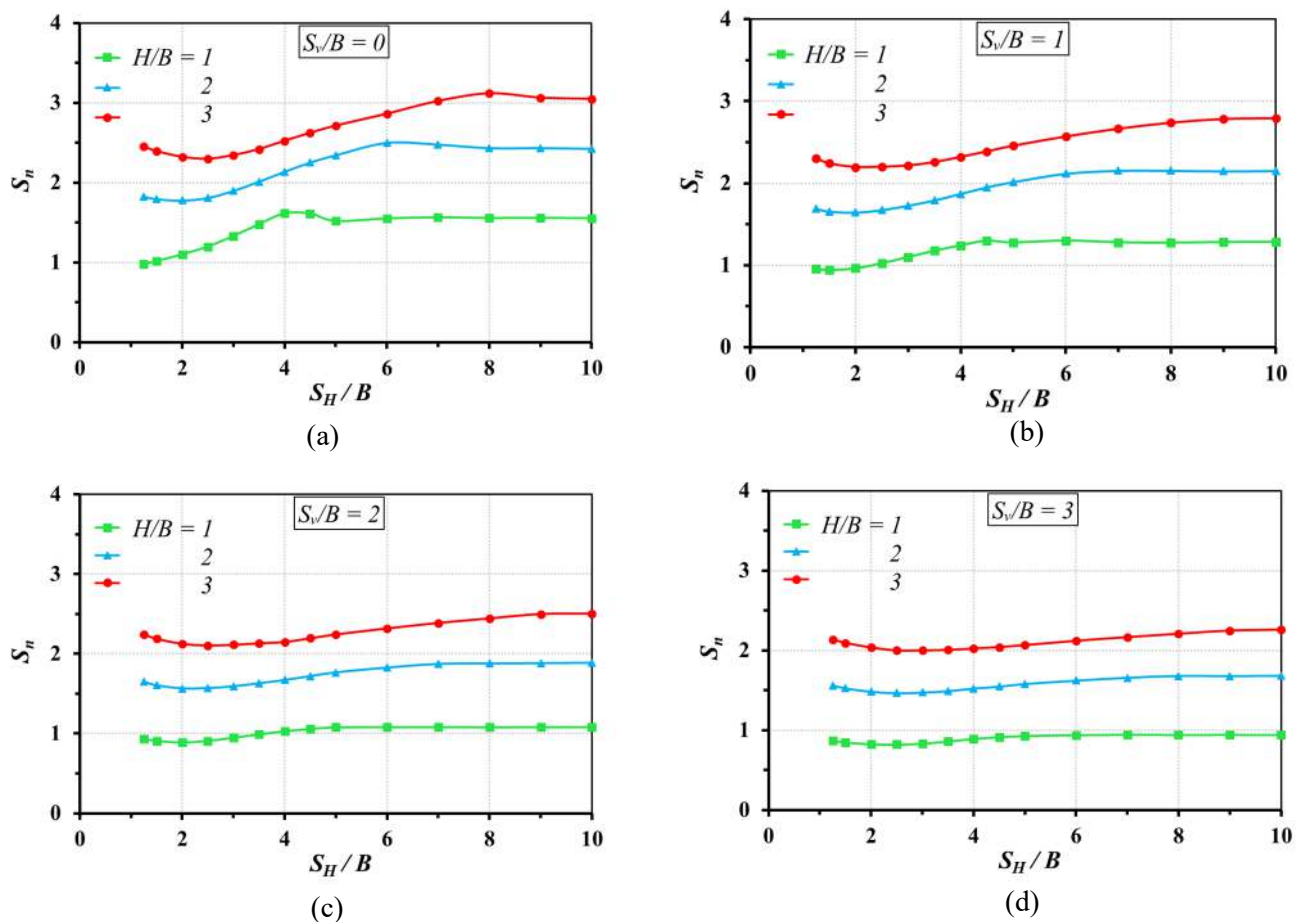 4
3
2
1
0
S_n
S_v/B = 0
H/B = 1
2
3
0 2 4 6 8 10
S_H / B
(a)
4
3
2
1
0
S_n
S_v/B = 1
H/B = 1
2
3
0 2 4 6 8 10
S_H / B
(b)
4
3
2
1
0
S_n
S_v/B = 2
H/B = 1
2
3
0 2 4 6 8 10
S_H / B
(c)
4
3
2
1
0
S_n
S_v/B = 3
H/B = 1
2
3
0 2 4 6 8 10
S_H / B
(d)